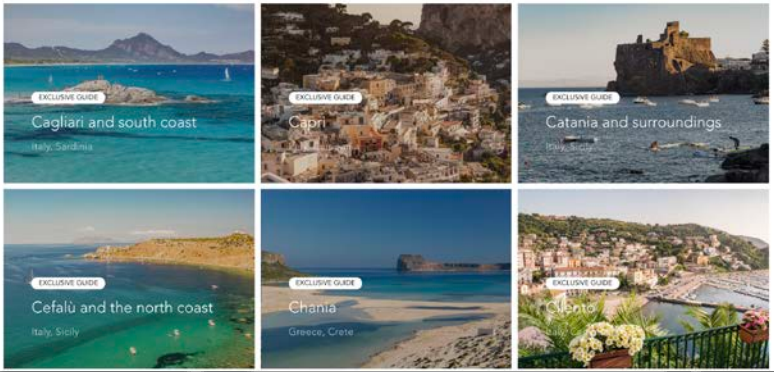 EXCLUSIVE GUIDE
Cagliari and south coast
Italy, Sardinia
EXCLUSIVE GUIDE
Capri
EXCLUSIVE GUIDE
Catania and surroundings
Italy, Sicily
EXCLUSIVE GUIDE
Cefalù and the north coast
Italy, Sicily
EXCLUSIVE GUIDE
Chania
Greece, Crete
EXCLUSIVE GUIDE
Cilento